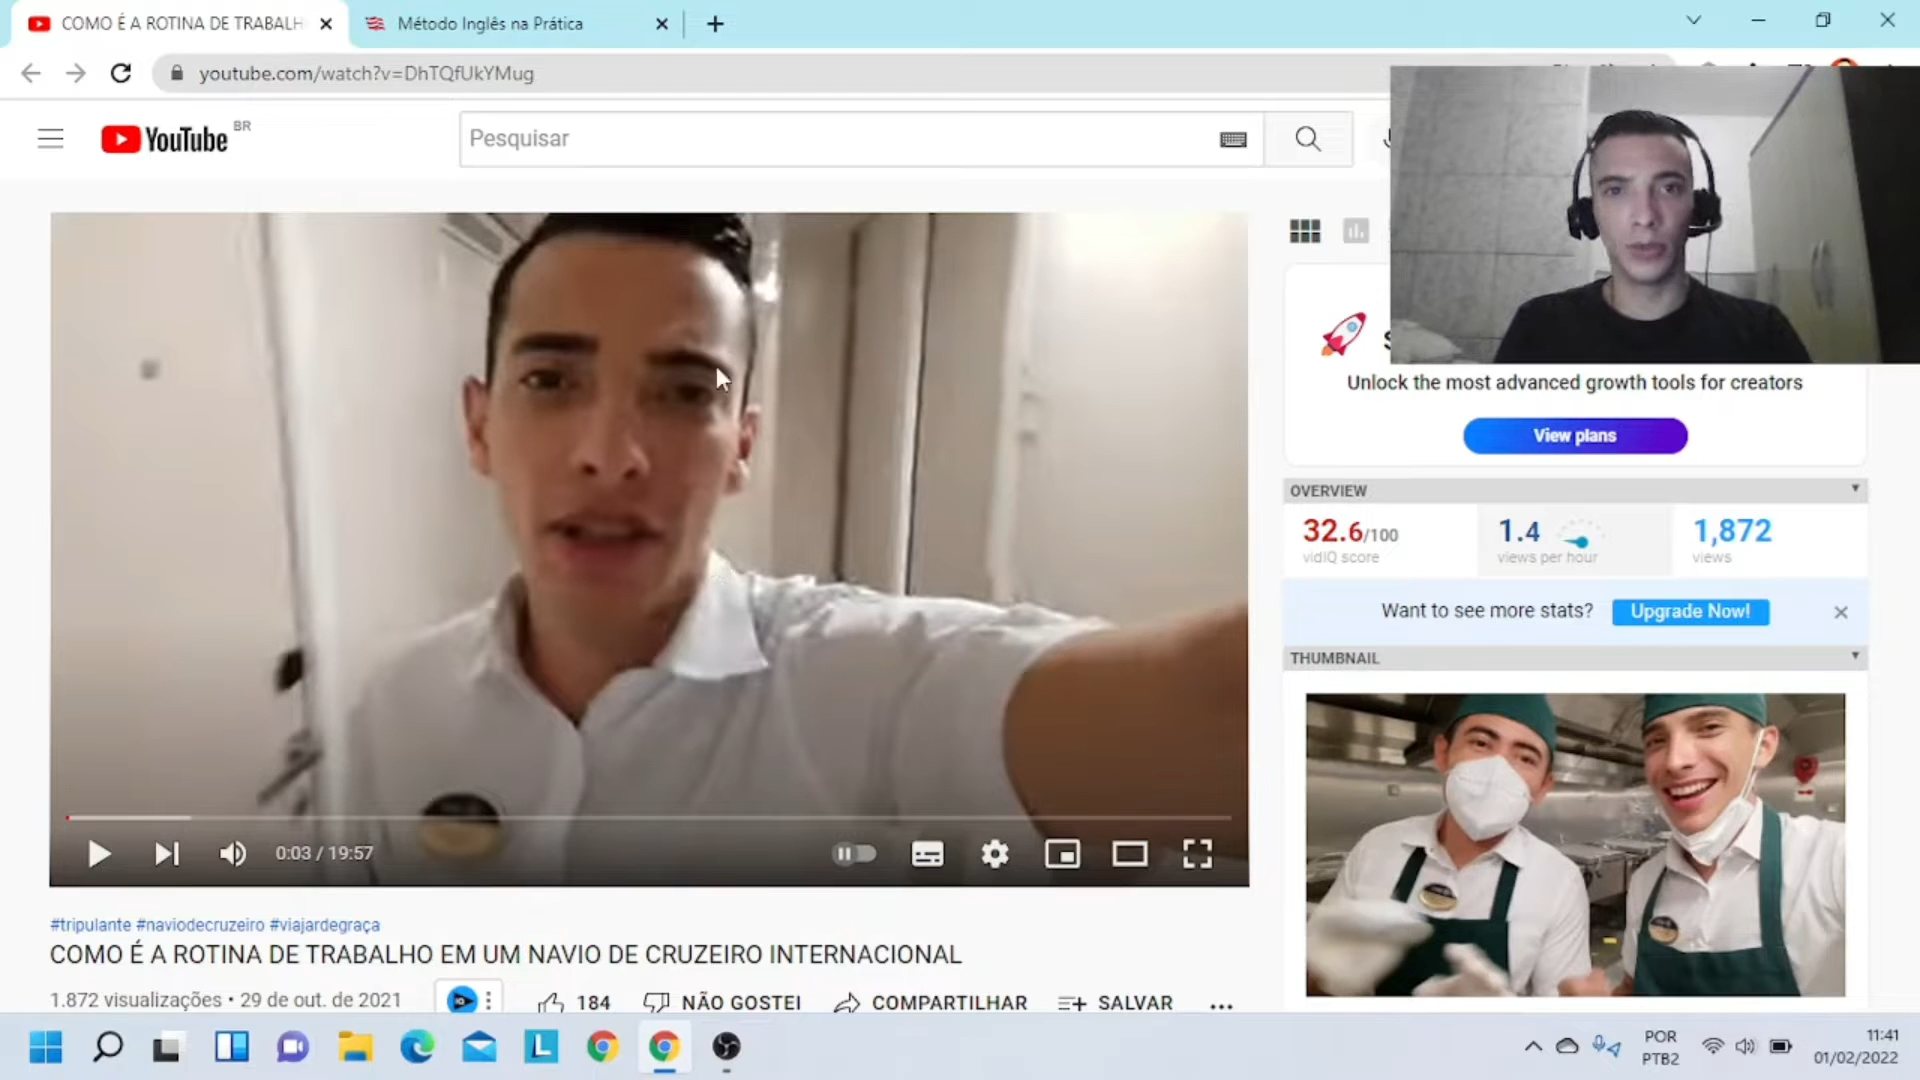 COMO É A ROTINA DE TRABALH
Método Inglês na Prática
youtube.com/watch?v=DhTQfUkYMug
YouTube BR
Pesquisar
Unlock the most advanced growth tools for creators
View plans
OVERVIEW
32.6/100
vidIQ score
1.4
views per hour
1,872
views
Want to see more stats?
Upgrade Now!
THUMBNAIL
0:03 / 19:57
#tripulante #naviodecruzeiro #viajardegraça
COMO É A ROTINA DE TRABALHO EM UM NAVIO DE CRUZEIRO INTERNACIONAL
1.872 visualizações • 29 de out. de 2021
184
NÃO GOSTEI
COMPARTILHAR
SALVAR
L
POR
PTB2
11:41
01/02/2022